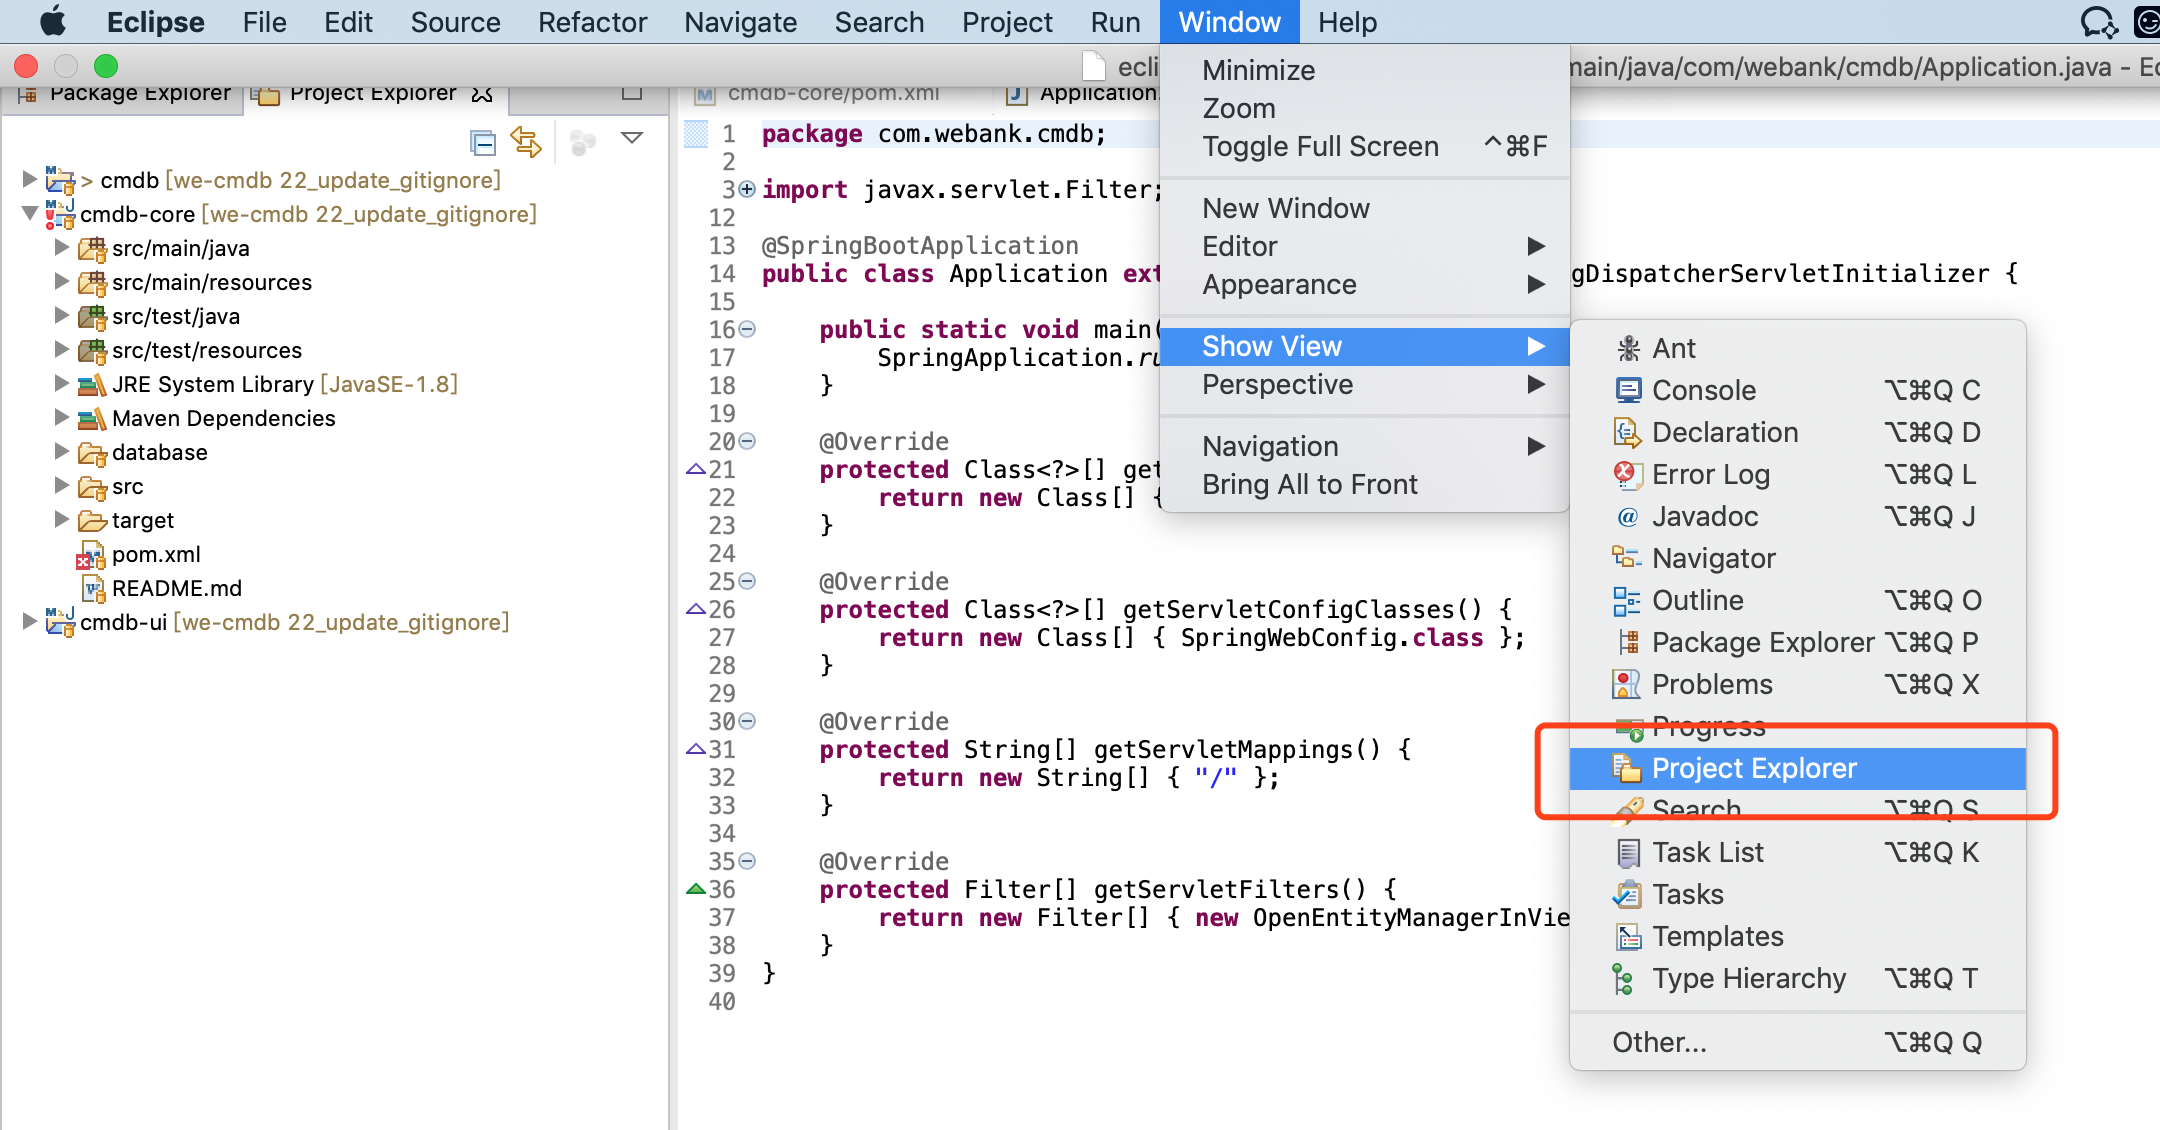 Eclipse File Edit Source Refactor Navigate Search Project Run Window Help
main/java/com/webank/cmdb/Application.java - Ec
Package Explorer
Project Explorer
cmdb-core/pom.xml
Application.
> cmdb [we-cmdb 22_update_gitignore]
cmdb-core [we-cmdb 22_update_gitignore]
src/main/java
src/main/resources
src/test/java
src/test/resources
JRE System Library [JavaSE-1.8]
Maven Dependencies
database
src
target
pom.xml
README.md
cmdb-ui [we-cmdb 22_update_gitignore]
1 package com.webank.cmdb;
2
3 import javax.servlet.Filter;
12
13 @SpringBootApplication
14 public class Application ext gDispatcherServletInitializer {
15
16 public static void main(
17 SpringApplication.ru
18 }
19
20 @Override
21 protected Class<?>[] get
22 return new Class[] {
23 }
24
25 @Override
26 protected Class<?>[] getServletConfigClasses() {
27 return new Class[] { SpringWebConfig.class };
28 }
29
30 @Override
31 protected String[] getServletMappings() {
32 return new String[] { "/" };
33 }
34
35 @Override
36 protected Filter[] getServletFilters() {
37 return new Filter[] { new OpenEntityManagerInVie
38 }
39 }
40
Minimize
Zoom
Toggle Full Screen ^⌘F
New Window
Editor
Appearance
Show View
Perspective
Navigation
Bring All to Front
Ant
Console ⌥⌘Q C
Declaration ⌥⌘Q D
Error Log ⌥⌘Q L
Javadoc ⌥⌘Q J
Navigator
Outline ⌥⌘Q O
Package Explorer ⌥⌘Q P
Problems ⌥⌘Q X
Progress
Project Explorer
Search ⌥⌘Q S
Task List ⌥⌘Q K
Tasks
Templates
Type Hierarchy ⌥⌘Q T
Other... ⌥⌘Q Q